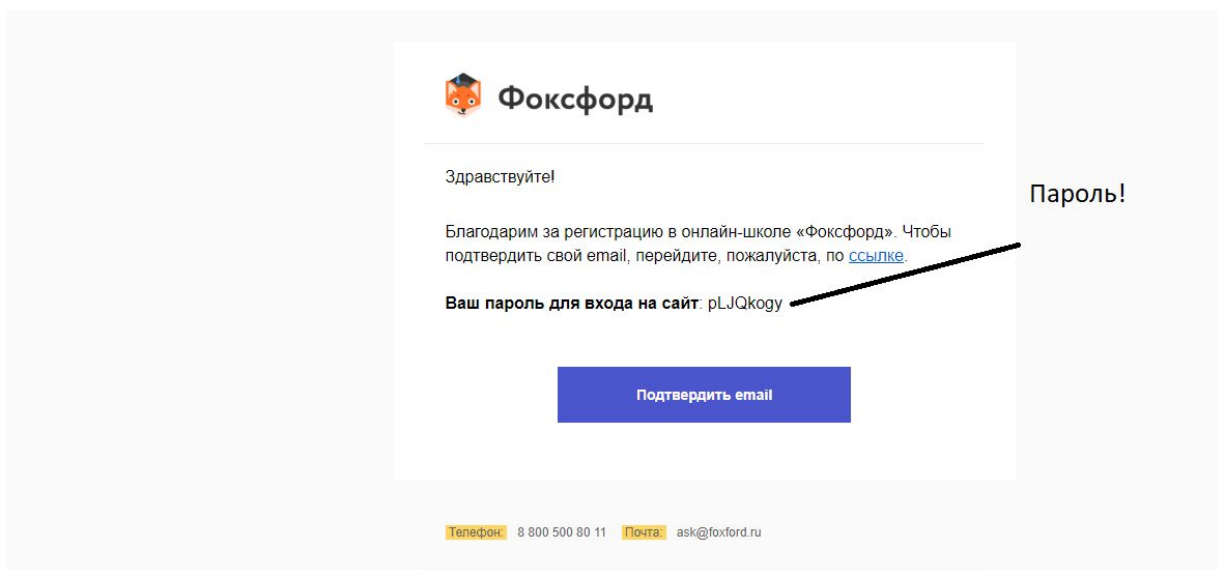 Фоксфорд
Здравствуйте!
Пароль!
Благодарим за регистрацию в онлайн-школе «Фоксфорд». Чтобы
подтвердить свой email, перейдите, пожалуйста, по ссылке.
Ваш пароль для входа на сайт: pLJQkogy
Подтвердить email
Телефон: 8 800 500 80 11 Почта: ask@foxford.ru